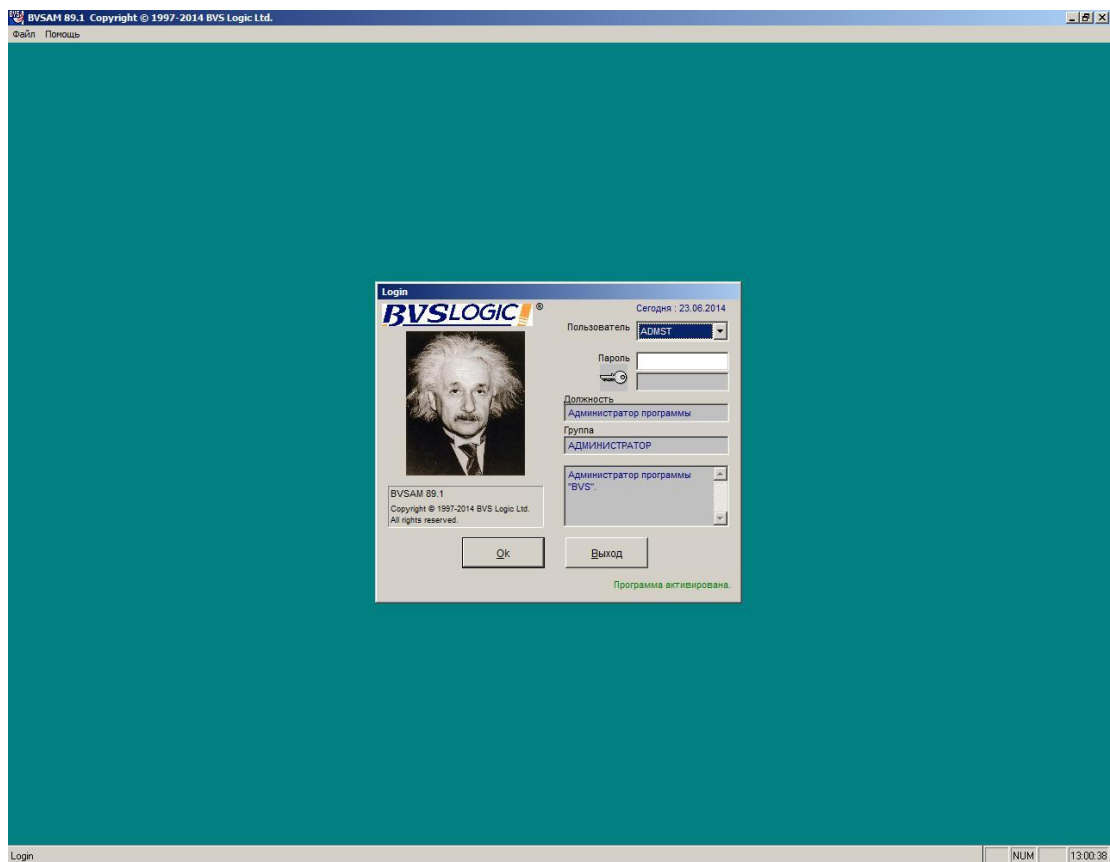 BVSAM 89.1 Copyright © 1997-2014 BVS Logic Ltd.
Файл Помощь
Login
BVSLOGIC ®
Сегодня : 23.06.2014
Пользователь ADMST
Пароль
Должность
Администратор программы
Группа
АДМИНИСТРАТОР
Администратор программы
"BVS".
BVSAM 89.1
Copyright © 1997-2014 BVS Logic Ltd.
All rights reserved.
Ok Выход
Программа активирована.
Login NUM 13:00:38